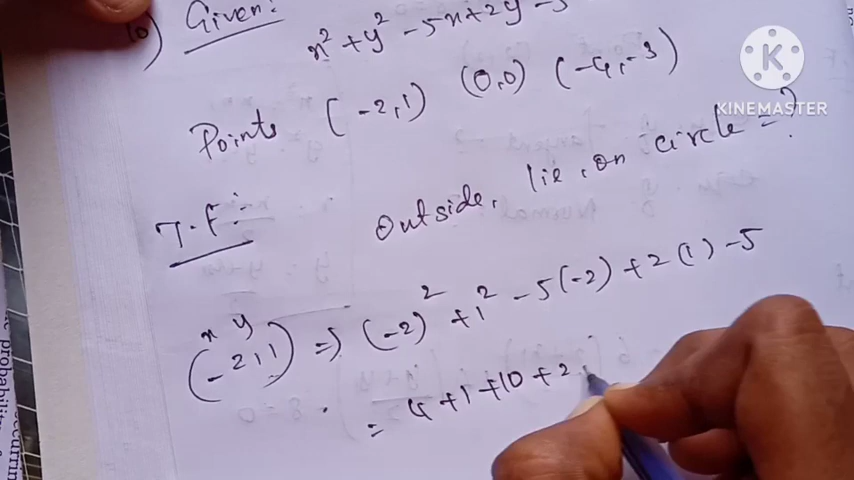 10) Given:
x² + y² - 5x + 2y - 5
KINEMASTER
Points (-2,1) (0,0) (-4,-3)
T.F:
Outside, lie, on circle = ?
x y
(-2,1) => (-2)² + 1² - 5(-2) + 2(1) - 5
= 4 + 1 + 10 + 2